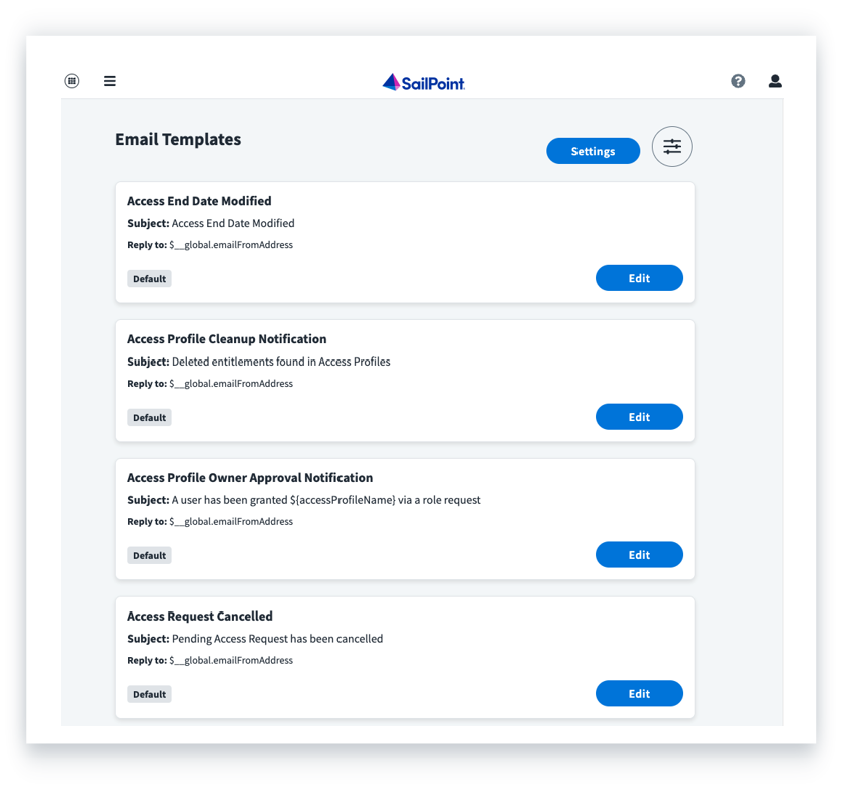 SailPoint
Email Templates
Settings
Access End Date Modified
Subject: Access End Date Modified
Reply to: $__global.emailFromAddress
Default
Edit
Access Profile Cleanup Notification
Subject: Deleted entitlements found in Access Profiles
Reply to: $__global.emailFromAddress
Default
Edit
Access Profile Owner Approval Notification
Subject: A user has been granted ${accessProfileName} via a role request
Reply to: $__global.emailFromAddress
Default
Edit
Access Request Cancelled
Subject: Pending Access Request has been cancelled
Reply to: $__global.emailFromAddress
Default
Edit